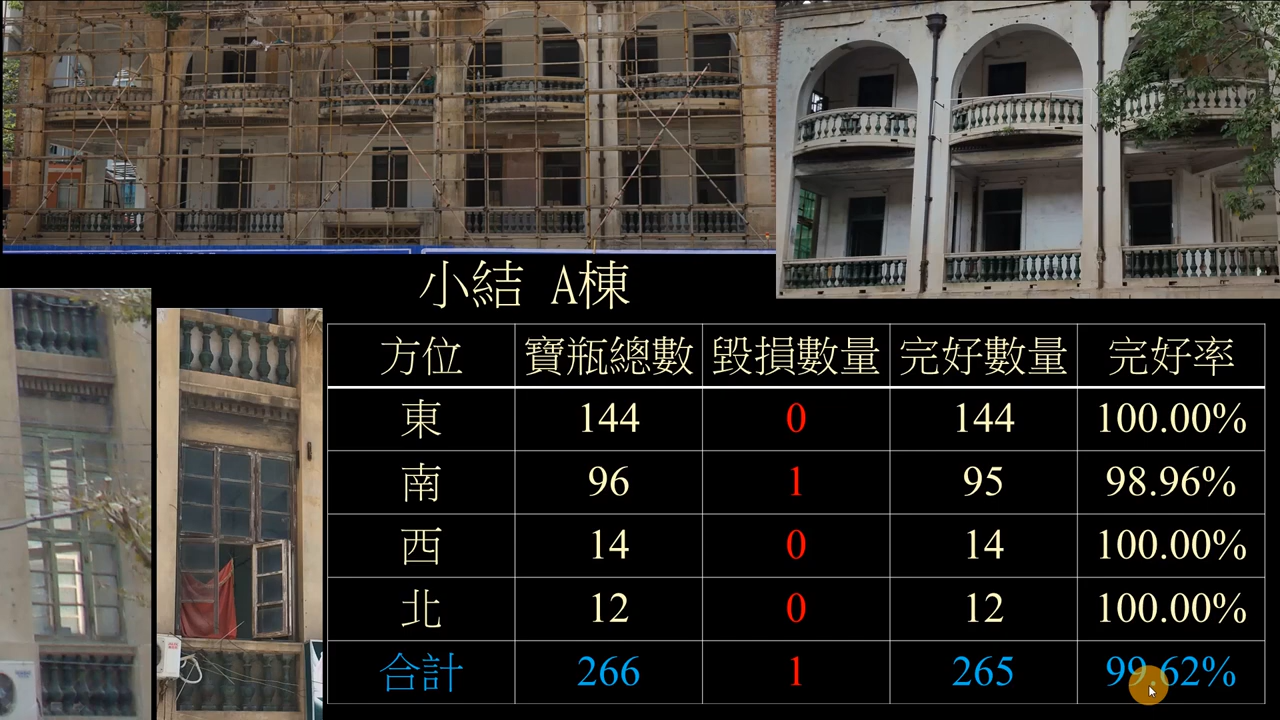 小結 A棟
方位 寶瓶總數 毀損數量 完好數量 完好率
東 144 0 144 100.00%
南 96 1 95 98.96%
西 14 0 14 100.00%
北 12 0 12 100.00%
合計 266 1 265 99.62%